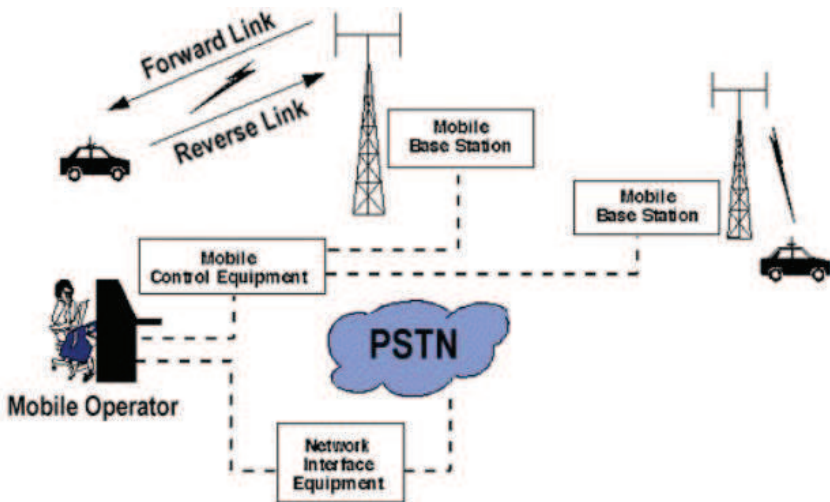 Forward Link
Reverse Link
Mobile
Base Station
Mobile
Base Station
Mobile
Control Equipment
PSTN
Mobile Operator
Network
Interface
Equipment